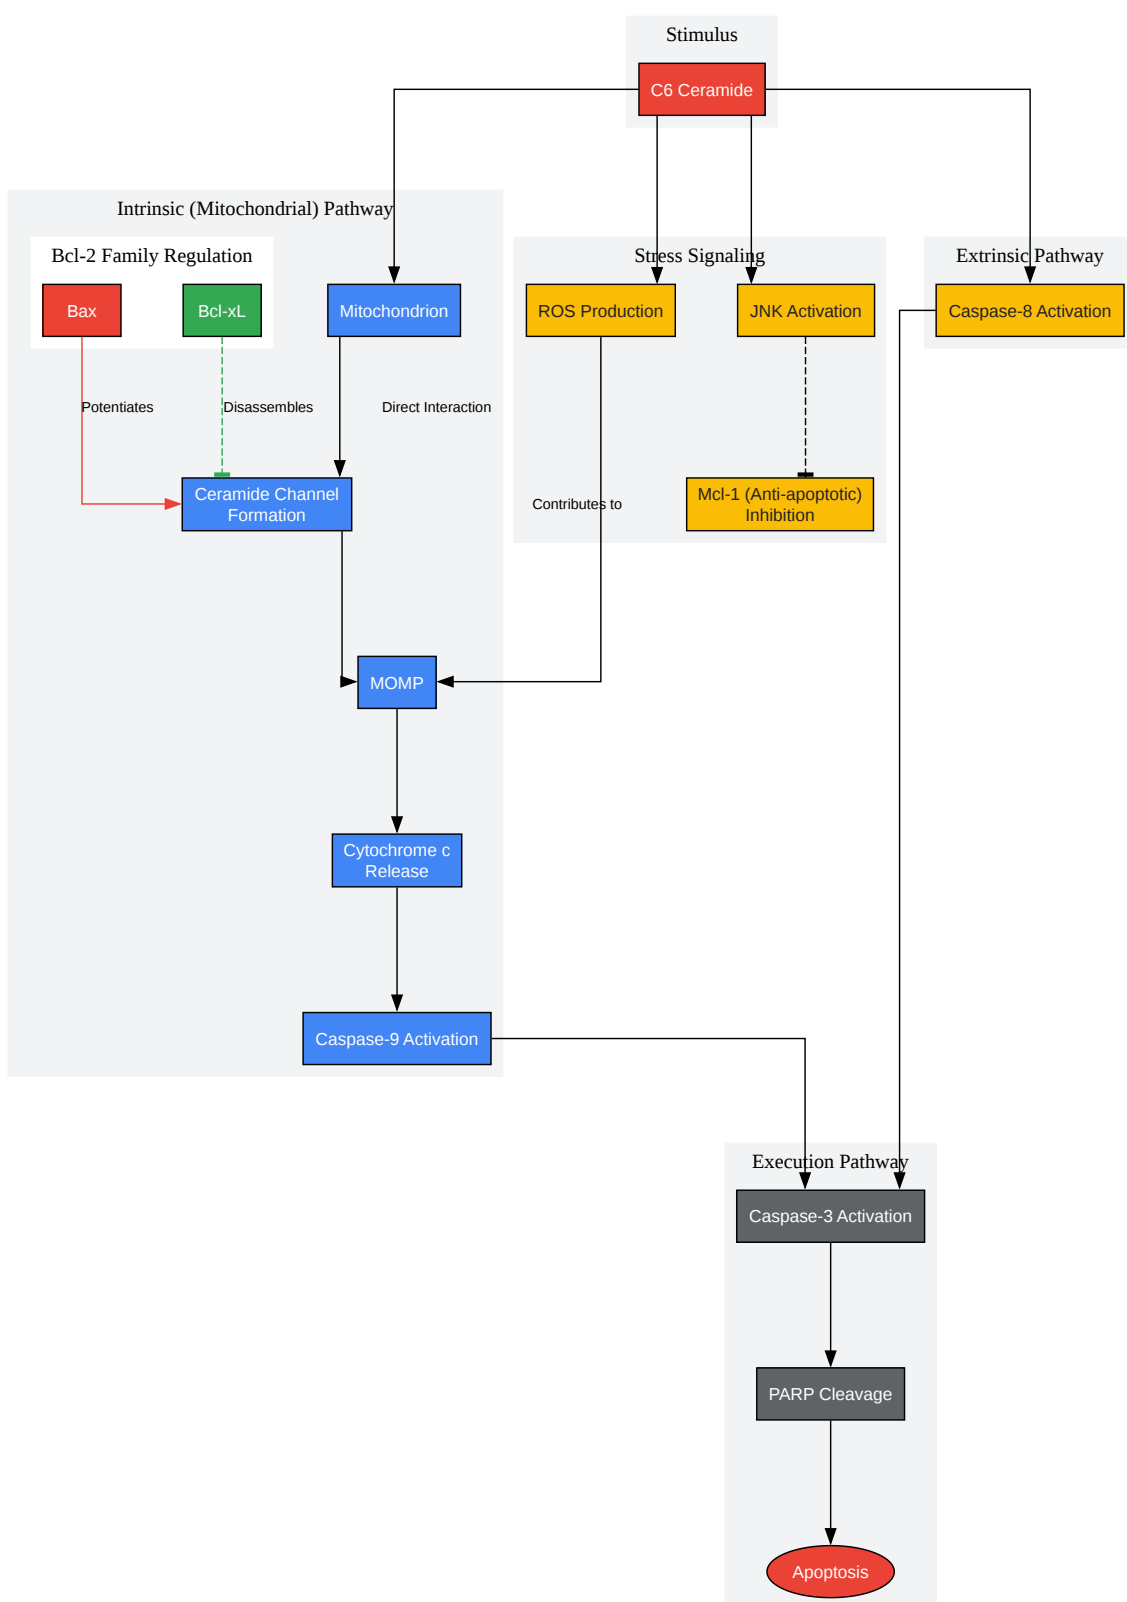 Stimulus
C6 Ceramide
Intrinsic (Mitochondrial) Pathway
Bcl-2 Family Regulation
Stress Signaling
Extrinsic Pathway
Bax
Bcl-xL
Mitochondrion
ROS Production
JNK Activation
Caspase-8 Activation
Potentiates
Disassembles
Direct Interaction
Ceramide Channel
Formation
Contributes to
Mcl-1 (Anti-apoptotic)
Inhibition
MOMP
Cytochrome c
Release
Caspase-9 Activation
Execution Pathway
Caspase-3 Activation
PARP Cleavage
Apoptosis